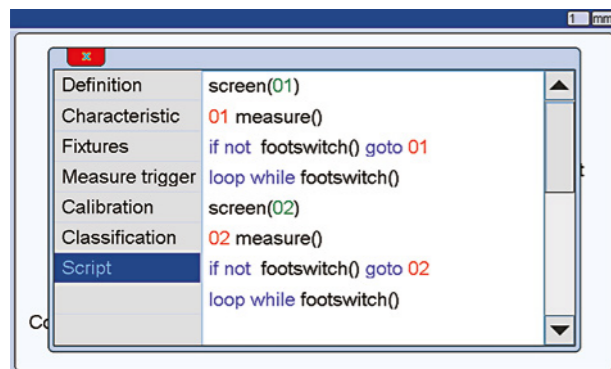 1 mm
x
Definition
Characteristic
Fixtures
Measure trigger
Calibration
Classification
Script
screen(01)
01 measure()
if not footswitch() goto 01
loop while footswitch()
screen(02)
02 measure()
if not footswitch() goto 02
loop while footswitch()